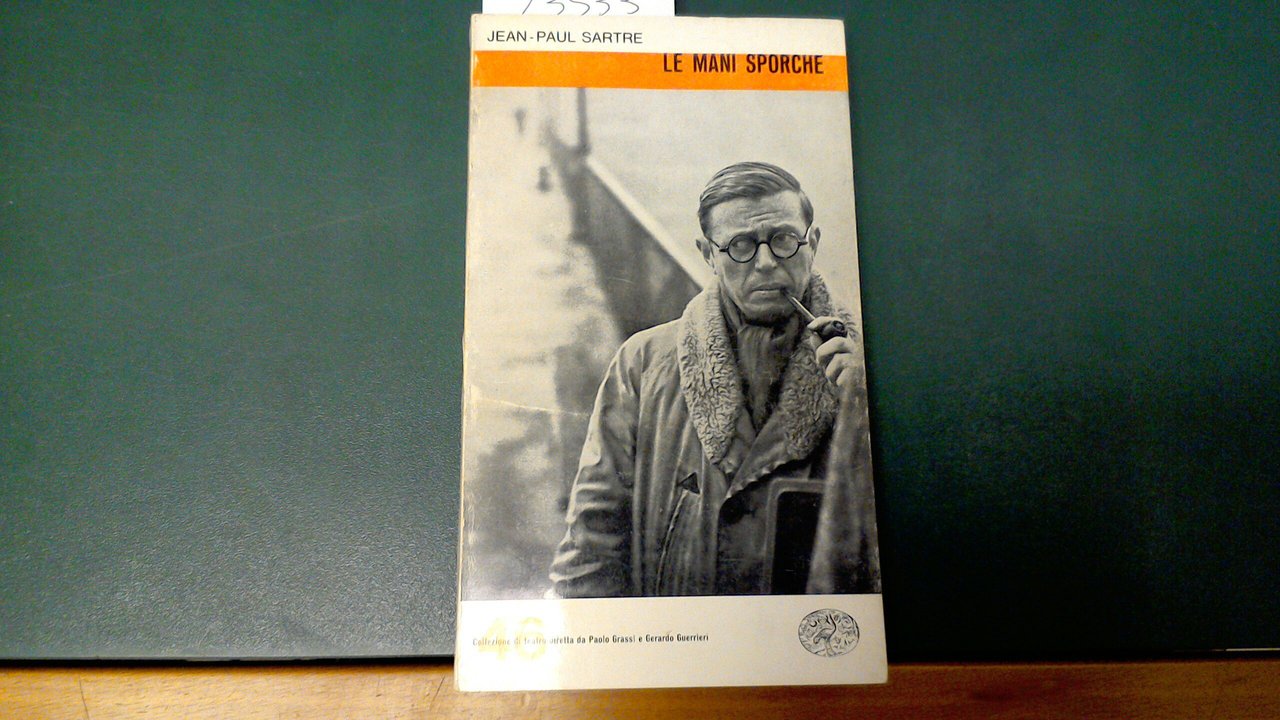 JEAN-PAUL SARTRE
LE MANI SPORCHE
Collezione di teatro diretta da Paolo Grassi e Gerardo Guerrieri